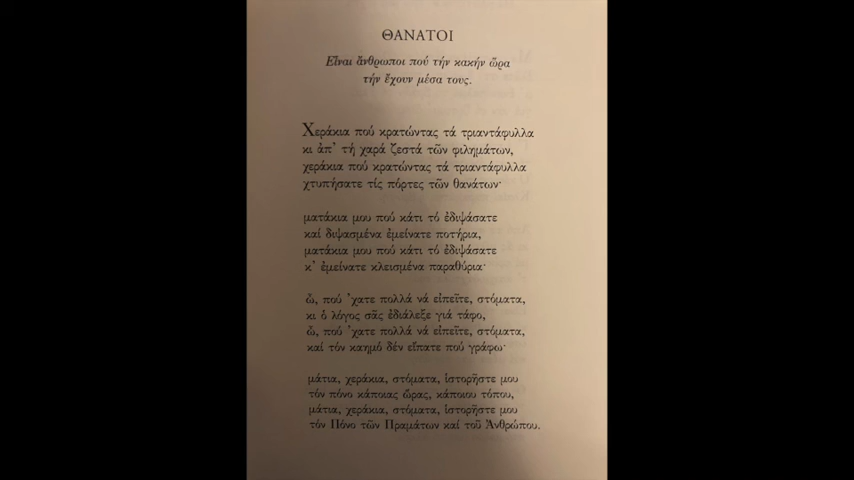 ΘΑΝΑΤΟΙ
Εἶναι ἄνθρωποι πού τήν κακήν ὥρα
τήν ἔχουν μέσα τους.
Χεράκια πού κρατώντας τά τριαντάφυλλα
κι ἀπ' τή χαρά ζεστά τῶν φιλημάτων,
χεράκια πού κρατώντας τά τριαντάφυλλα
χτυπήσατε τίς πόρτες τῶν θανάτων·
ματάκια μου πού κάτι τό ἐδιψάσατε
καί διψασμένα ἐμείνατε ποτήρια,
ματάκια μου πού κάτι τό ἐδιψάσατε
κ' ἐμείνατε κλεισμένα παραθύρια·
ὤ, πού 'χατε πολλά νά εἰπεῖτε, στόματα,
κι ὁ λόγος σᾶς ἐδιάλεξε γιά τάφο,
ὤ, πού 'χατε πολλά νά εἰπεῖτε, στόματα,
καί τόν καημό δέν εἴπατε πού γράφω·
μάτια, χεράκια, στόματα, ἱστορῆστε μου
τόν πόνο κάποιας ὥρας, κάποιου τόπου,
μάτια, χεράκια, στόματα, ἱστορῆστε μου
τόν Πόνο τῶν Πραμάτων καί τοῦ Ἀνθρώπου.